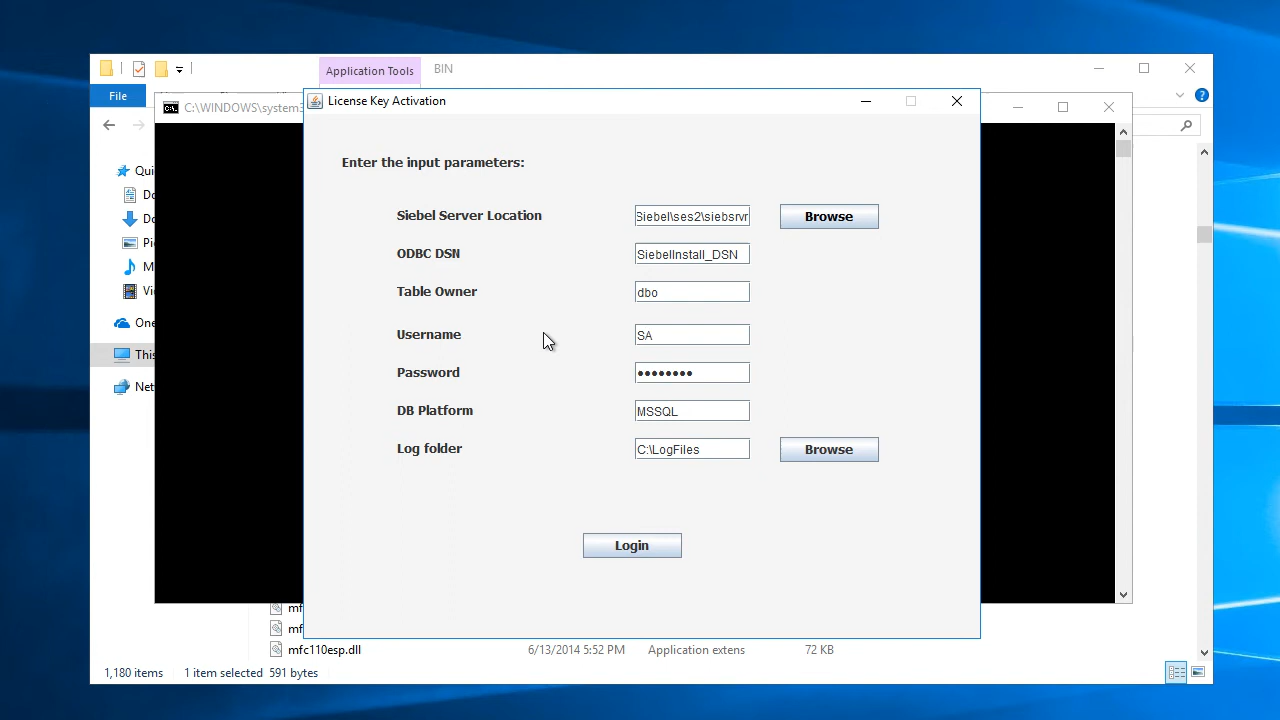 Application Tools BIN
File
C:\WINDOWS\system3
License Key Activation
Enter the input parameters:
Siebel Server Location Siebel\ses2\siebsrvr Browse
ODBC DSN SiebelInstall_DSN
Table Owner dbo
Username SA
Password ••••••••
DB Platform MSSQL
Log folder C:\LogFiles Browse
Login
Quic
Do
Do
Pic
M
Vi
One
This
Net
mf
mf
mfc110esp.dll 6/13/2014 5:52 PM Application extens 72 KB
1,180 items 1 item selected 591 bytes